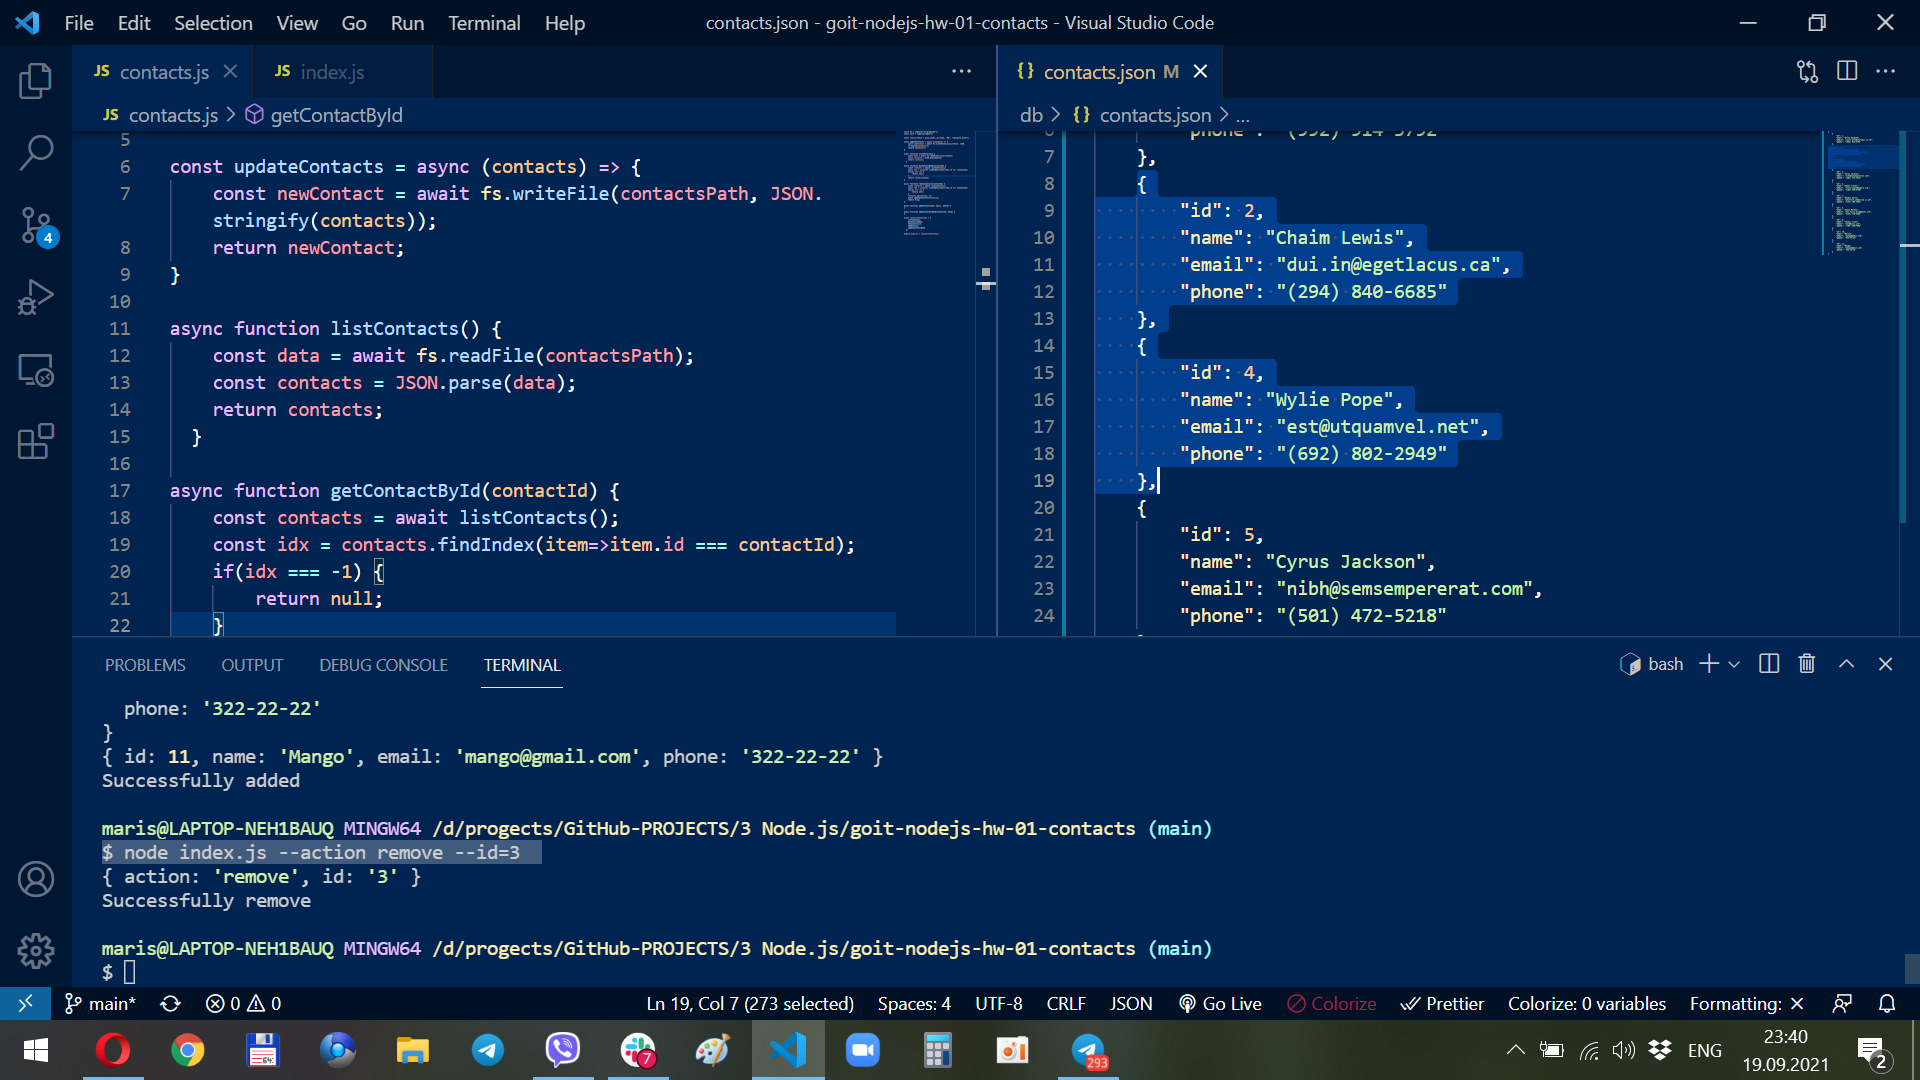 File Edit Selection View Go Run Terminal Help
contacts.json - goit-nodejs-hw-01-contacts - Visual Studio Code
JS contacts.js
JS index.js
JS contacts.js > getContactById
5
6 const updateContacts = async (contacts) => {
7 const newContact = await fs.writeFile(contactsPath, JSON.
stringify(contacts));
8 return newContact;
9 }
10
11 async function listContacts() {
12 const data = await fs.readFile(contactsPath);
13 const contacts = JSON.parse(data);
14 return contacts;
15 }
16
17 async function getContactById(contactId) {
18 const contacts = await listContacts();
19 const idx = contacts.findIndex(item=>item.id === contactId);
20 if(idx === -1) {
21 return null;
22 }
{} contacts.json M
db > {} contacts.json > ...
6 "phone": "(992) 914-3792"
7 },
8 {
9 "id": 2,
10 "name": "Chaim Lewis",
11 "email": "dui.in@egetlacus.ca",
12 "phone": "(294) 840-6685"
13 },
14 {
15 "id": 4,
16 "name": "Wylie Pope",
17 "email": "est@utquamvel.net",
18 "phone": "(692) 802-2949"
19 },
20 {
21 "id": 5,
22 "name": "Cyrus Jackson",
23 "email": "nibh@semsempererat.com",
24 "phone": "(501) 472-5218"
4
PROBLEMS OUTPUT DEBUG CONSOLE TERMINAL
bash
phone: '322-22-22'
}
{ id: 11, name: 'Mango', email: 'mango@gmail.com', phone: '322-22-22' }
Successfully added
maris@LAPTOP-NEH1BAUQ MINGW64 /d/progects/GitHub-PROJECTS/3 Node.js/goit-nodejs-hw-01-contacts (main)
$ node index.js --action remove --id=3
{ action: 'remove', id: '3' }
Successfully remove
maris@LAPTOP-NEH1BAUQ MINGW64 /d/progects/GitHub-PROJECTS/3 Node.js/goit-nodejs-hw-01-contacts (main)
$
main* 0 0 Ln 19, Col 7 (273 selected) Spaces: 4 UTF-8 CRLF JSON Go Live Colorize Prettier Colorize: 0 variables Formatting: ×
64
7
293
ENG
23:40
19.09.2021
2